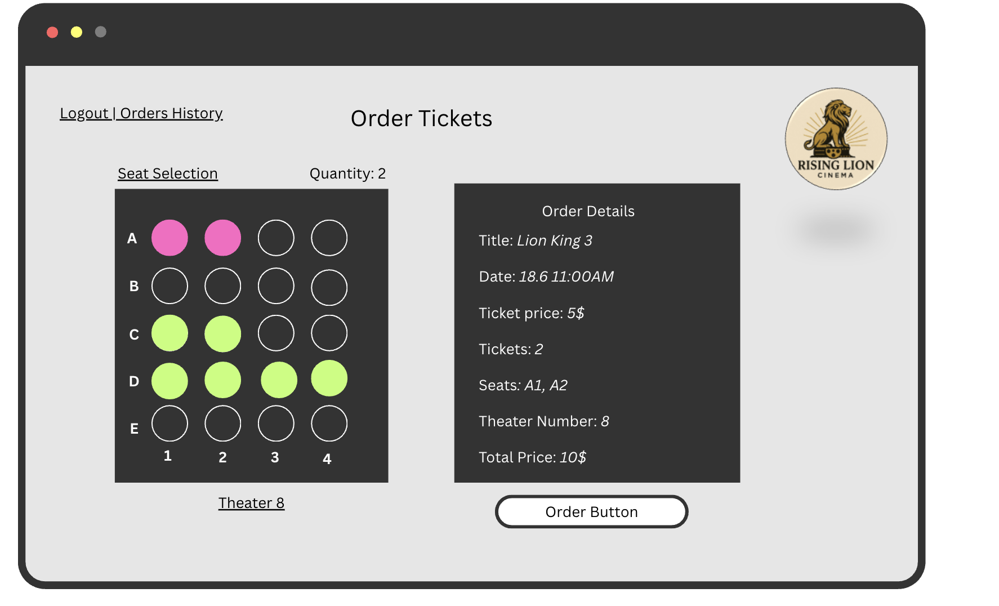 Logout | Orders History
Order Tickets
RISING LION
CINEMA
Seat Selection
Quantity: 2
A
B
C
D
E
1 2 3 4
Theater 8
Order Details
Title: Lion King 3
Date: 18.6 11:00AM
Ticket price: 5$
Tickets: 2
Seats: A1, A2
Theater Number: 8
Total Price: 10$
Order Button